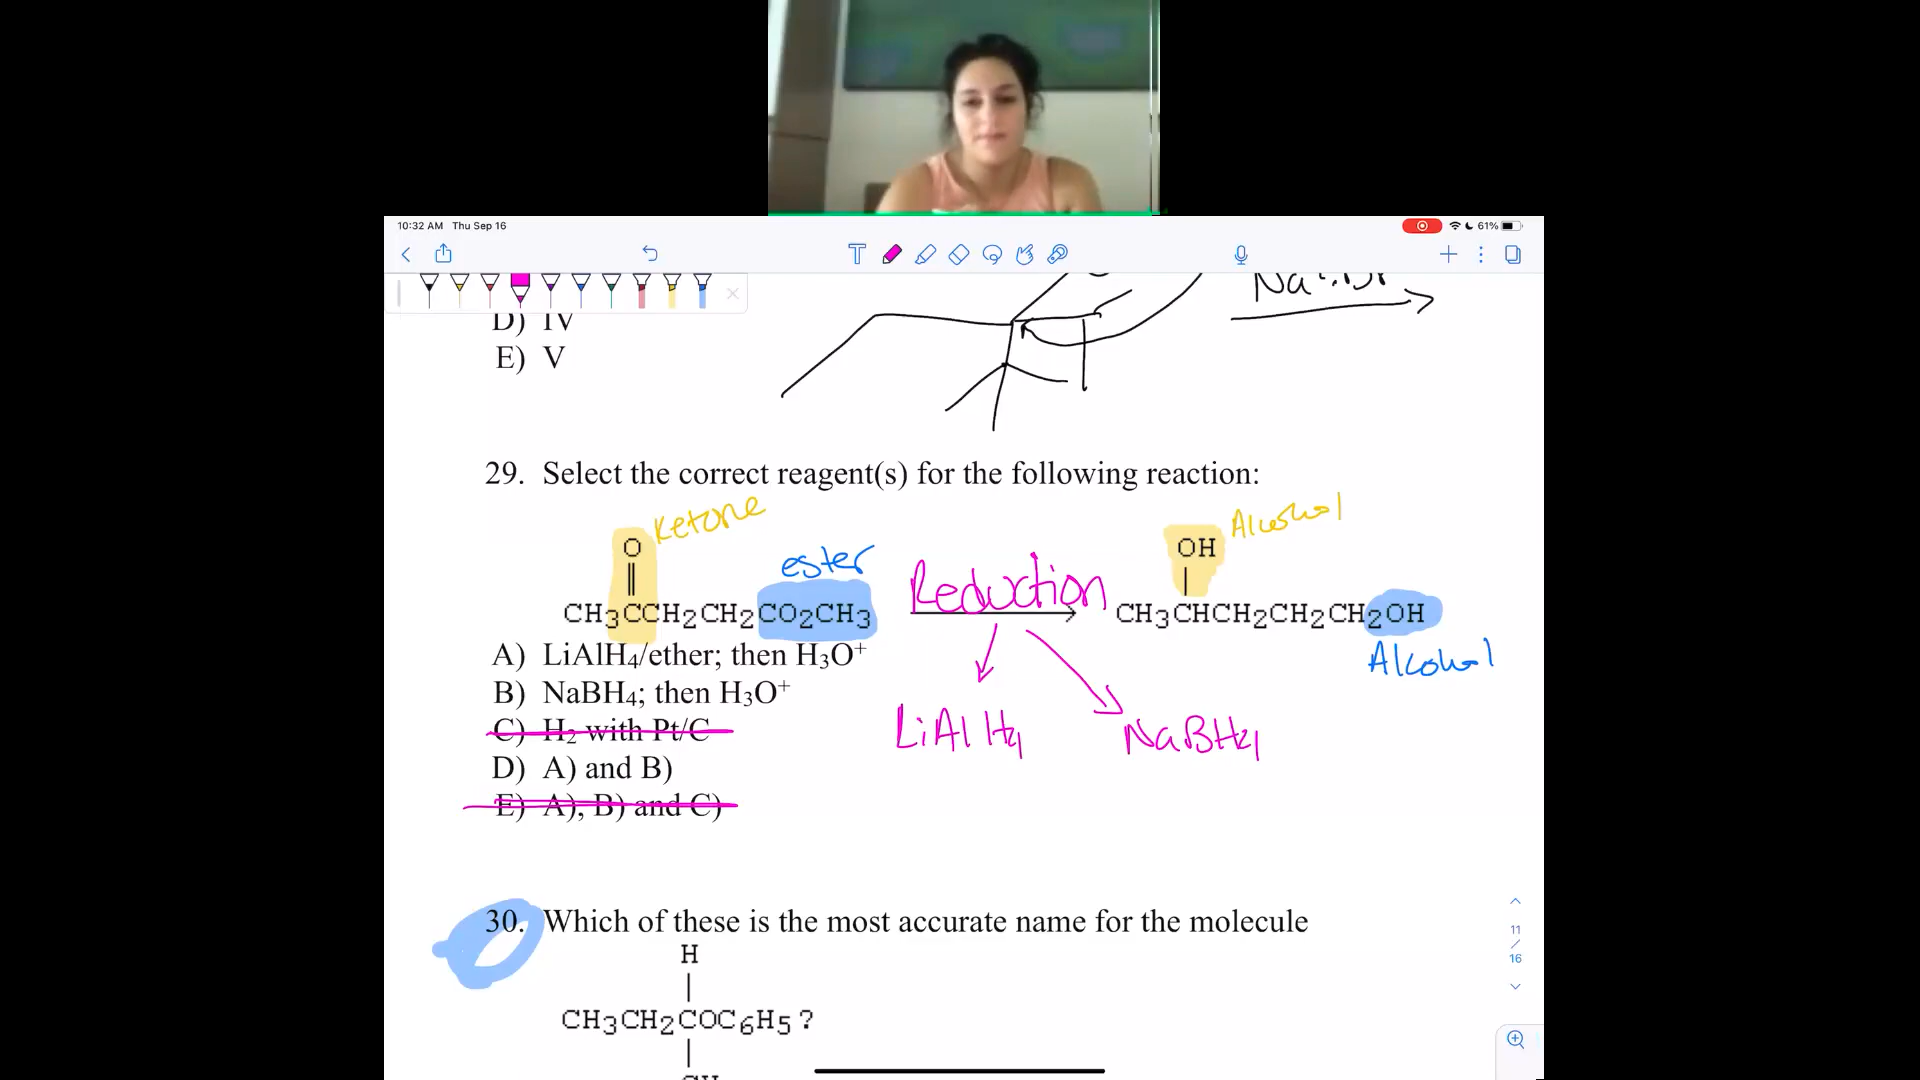 10:32 AM Thu Sep 16
61%
T
D) IV
E) V
29. Select the correct reagent(s) for the following reaction:
Ketone
Alcohol
O
ester
OH
||
Reduction
|
CH3CCH2CH2CO2CH3
CH3CHCH2CH2CH2OH
A) LiAlH4/ether; then H3O+
Alcohol
B) NaBH4; then H3O+
C) H2 with Pt/C
LiAlH4
NaBH4
D) A) and B)
E) A), B) and C)
30. Which of these is the most accurate name for the molecule
11
/
16
H
|
CH3CH2COC6H5?
|